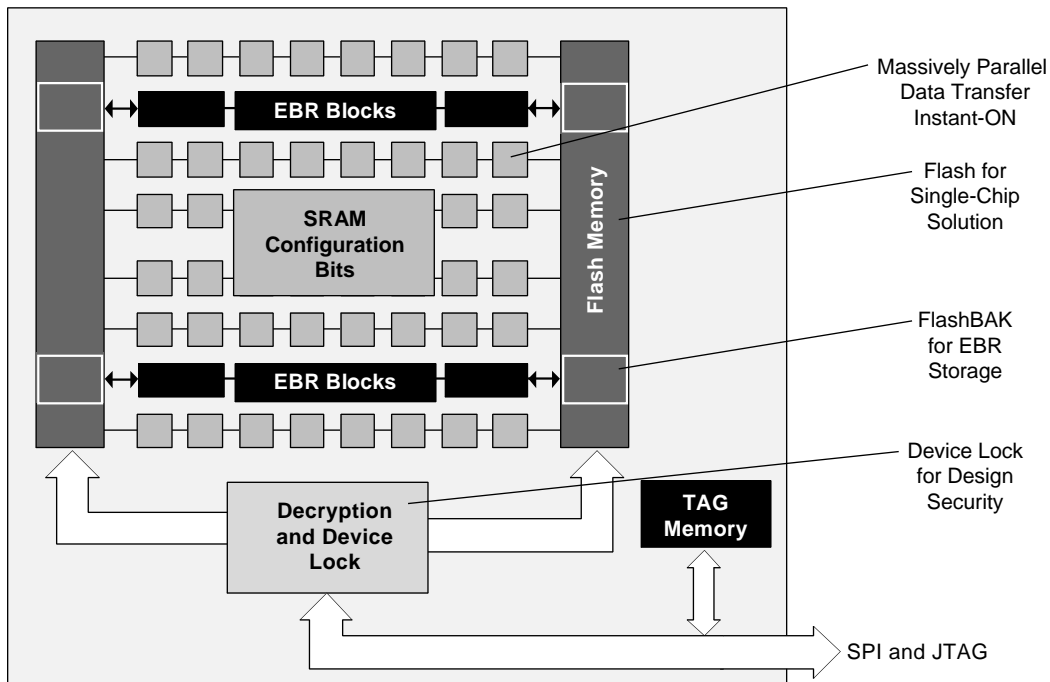 Massively Parallel
Data Transfer
Instant-ON
EBR Blocks
Flash for
Single-Chip
Solution
SRAM
Configuration
Bits
Flash Memory
FlashBAK
for EBR
Storage
EBR Blocks
Device Lock
for Design
Security
Decryption
and Device
Lock
TAG
Memory
SPI and JTAG